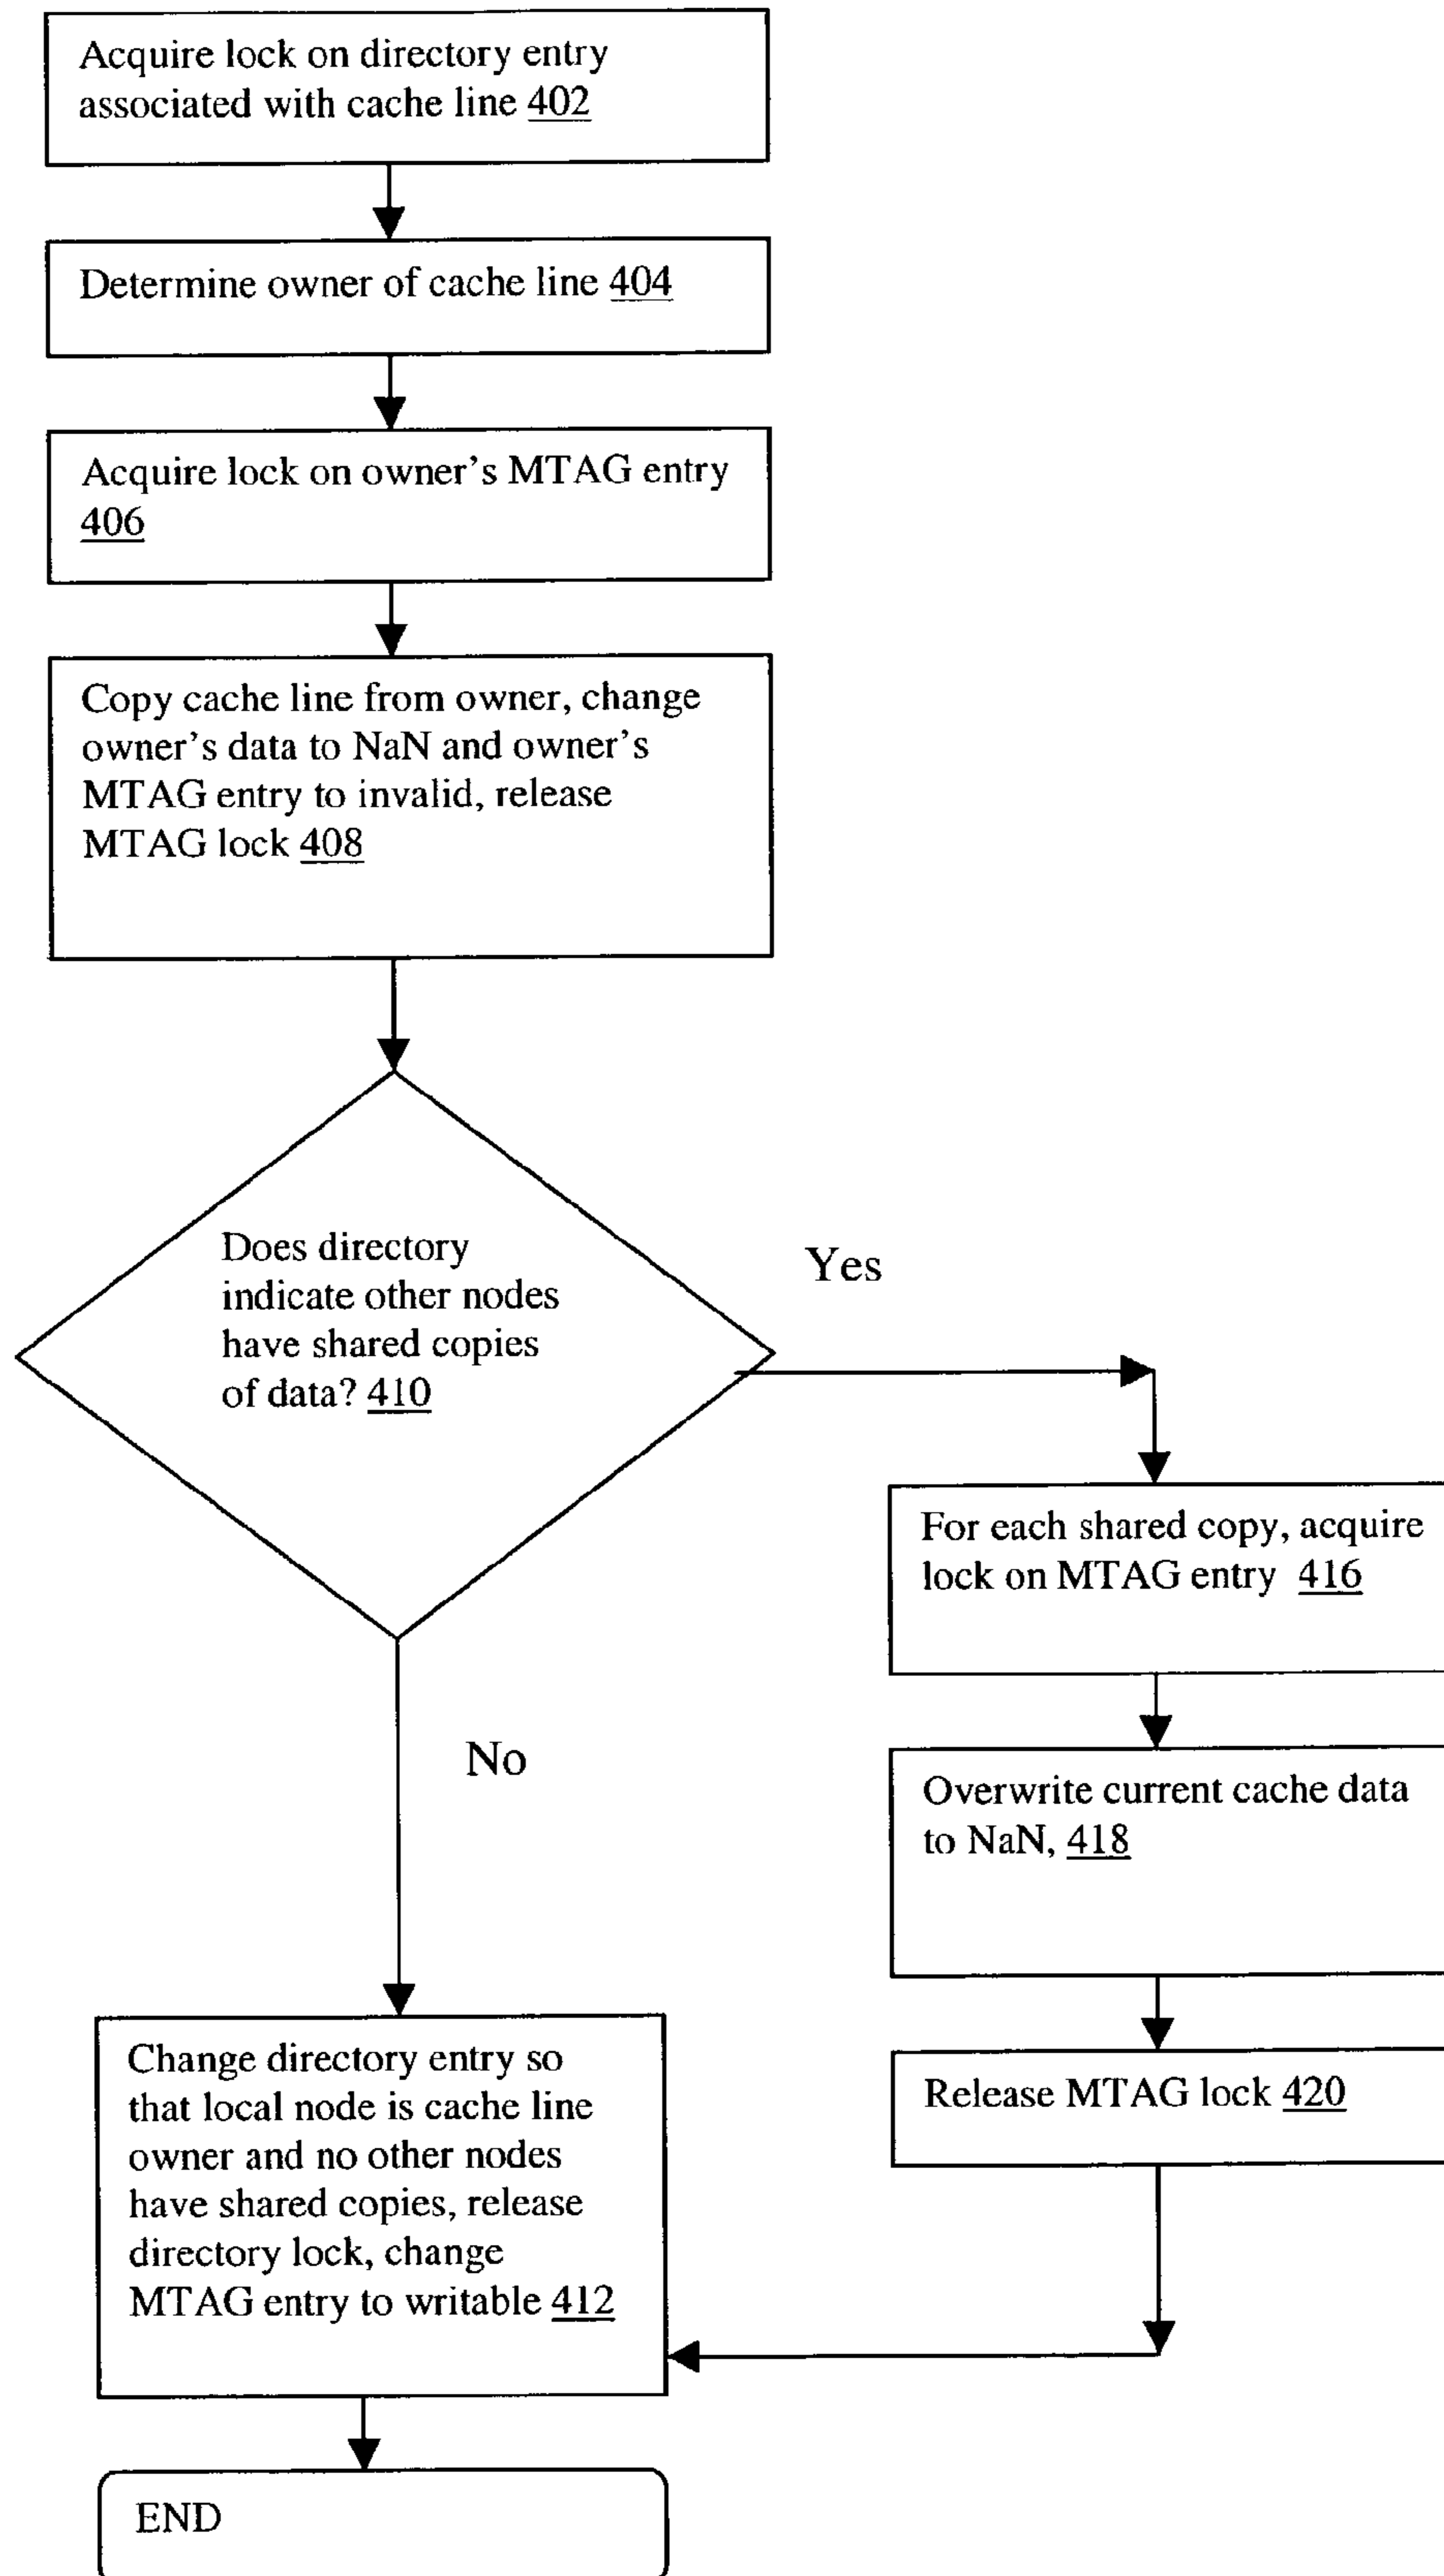 Acquire lock on directory entry
associated with cache line 402
Determine owner of cache line 404
Acquire lock on owner's MTAG entry
406
Copy cache line from owner, change
owner's data to NaN and owner's
MTAG entry to invalid, release
MTAG lock 408
Does directory
indicate other nodes
have shared copies
of data? 410
Yes
For each shared copy, acquire
lock on MTAG entry 416
Overwrite current cache data
to NaN, 418
Release MTAG lock 420
No
Change directory entry so
that local node is cache line
owner and no other nodes
have shared copies, release
directory lock, change
MTAG entry to writable 412
END